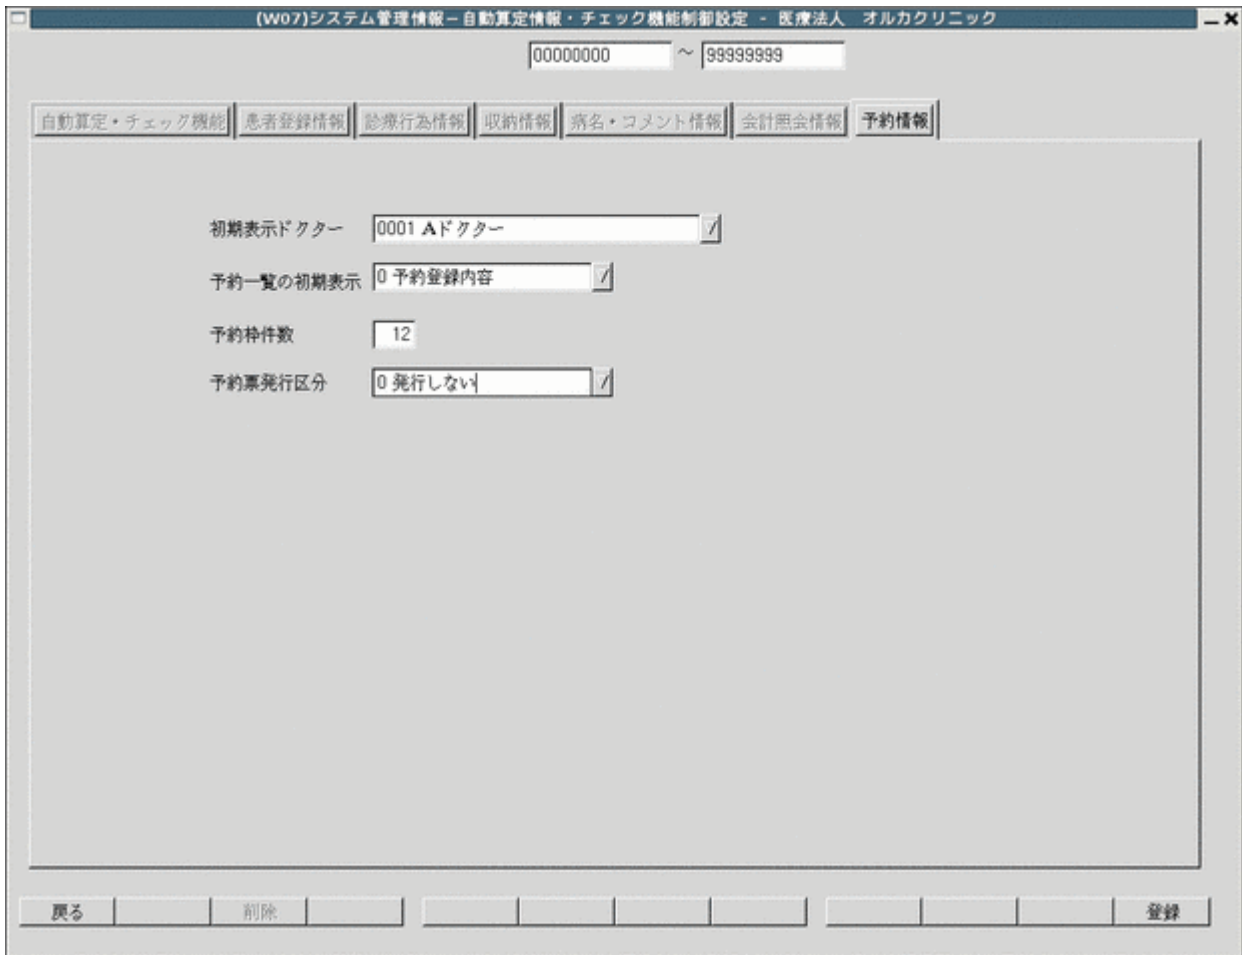 (W07)システム管理情報－自動算定情報・チェック機能制御設定 - 医療法人　オルカクリニック
00000000 ～ 99999999
自動算定・チェック機能 患者登録情報 診療行為情報 収納情報 病名・コメント情報 会計照会情報 予約情報
初期表示ドクター 0001 Aドクター
予約一覧の初期表示 0 予約登録内容
予約枠件数 12
予約票発行区分 0 発行しない
戻る 削除 登録